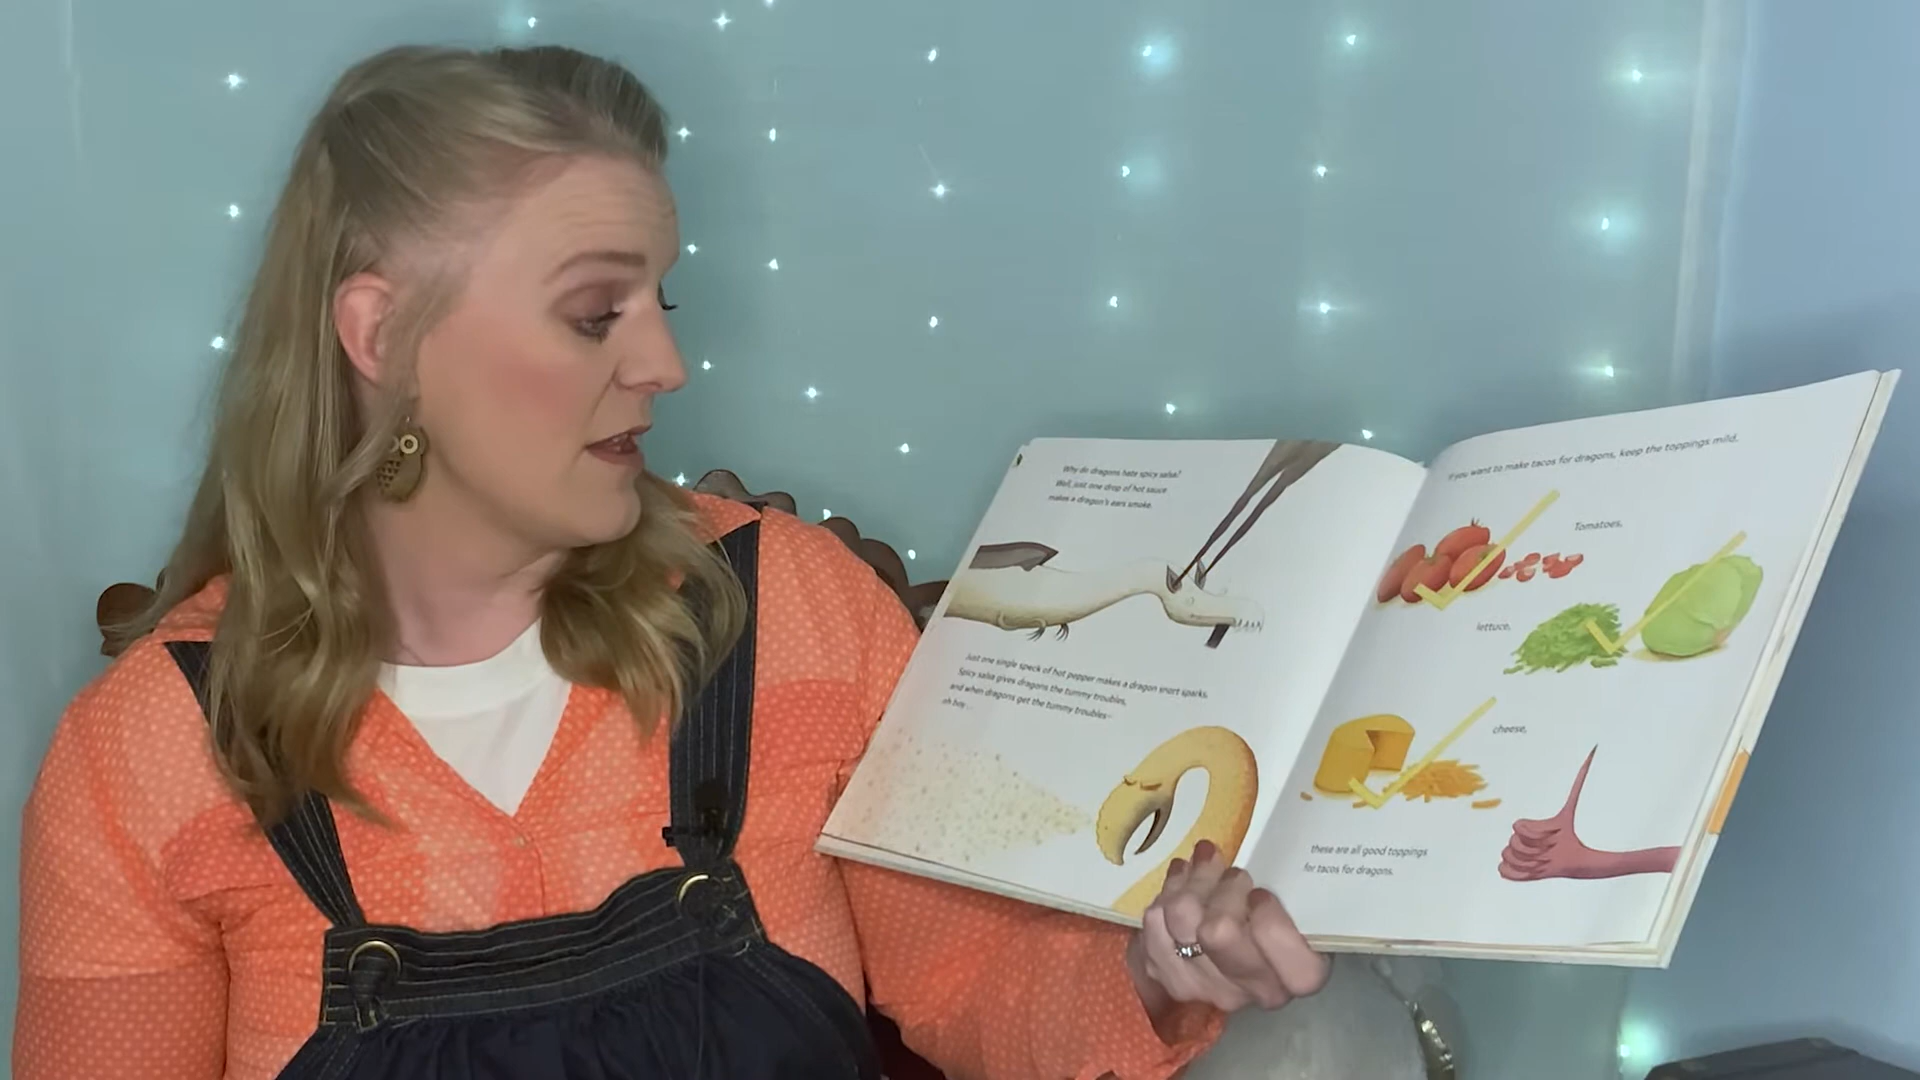 Why do dragons hate spicy salsa?
Well, just one drop of hot sauce
makes a dragon's ears smoke.
Just one single speck of hot pepper makes a dragon snort sparks.
Spicy salsa gives dragons the tummy troubles,
and when dragons get the tummy troubles–
oh boy...
If you want to make tacos for dragons, keep the toppings mild.
Tomatoes,
lettuce,
cheese,
these are all good toppings
for tacos for dragons.